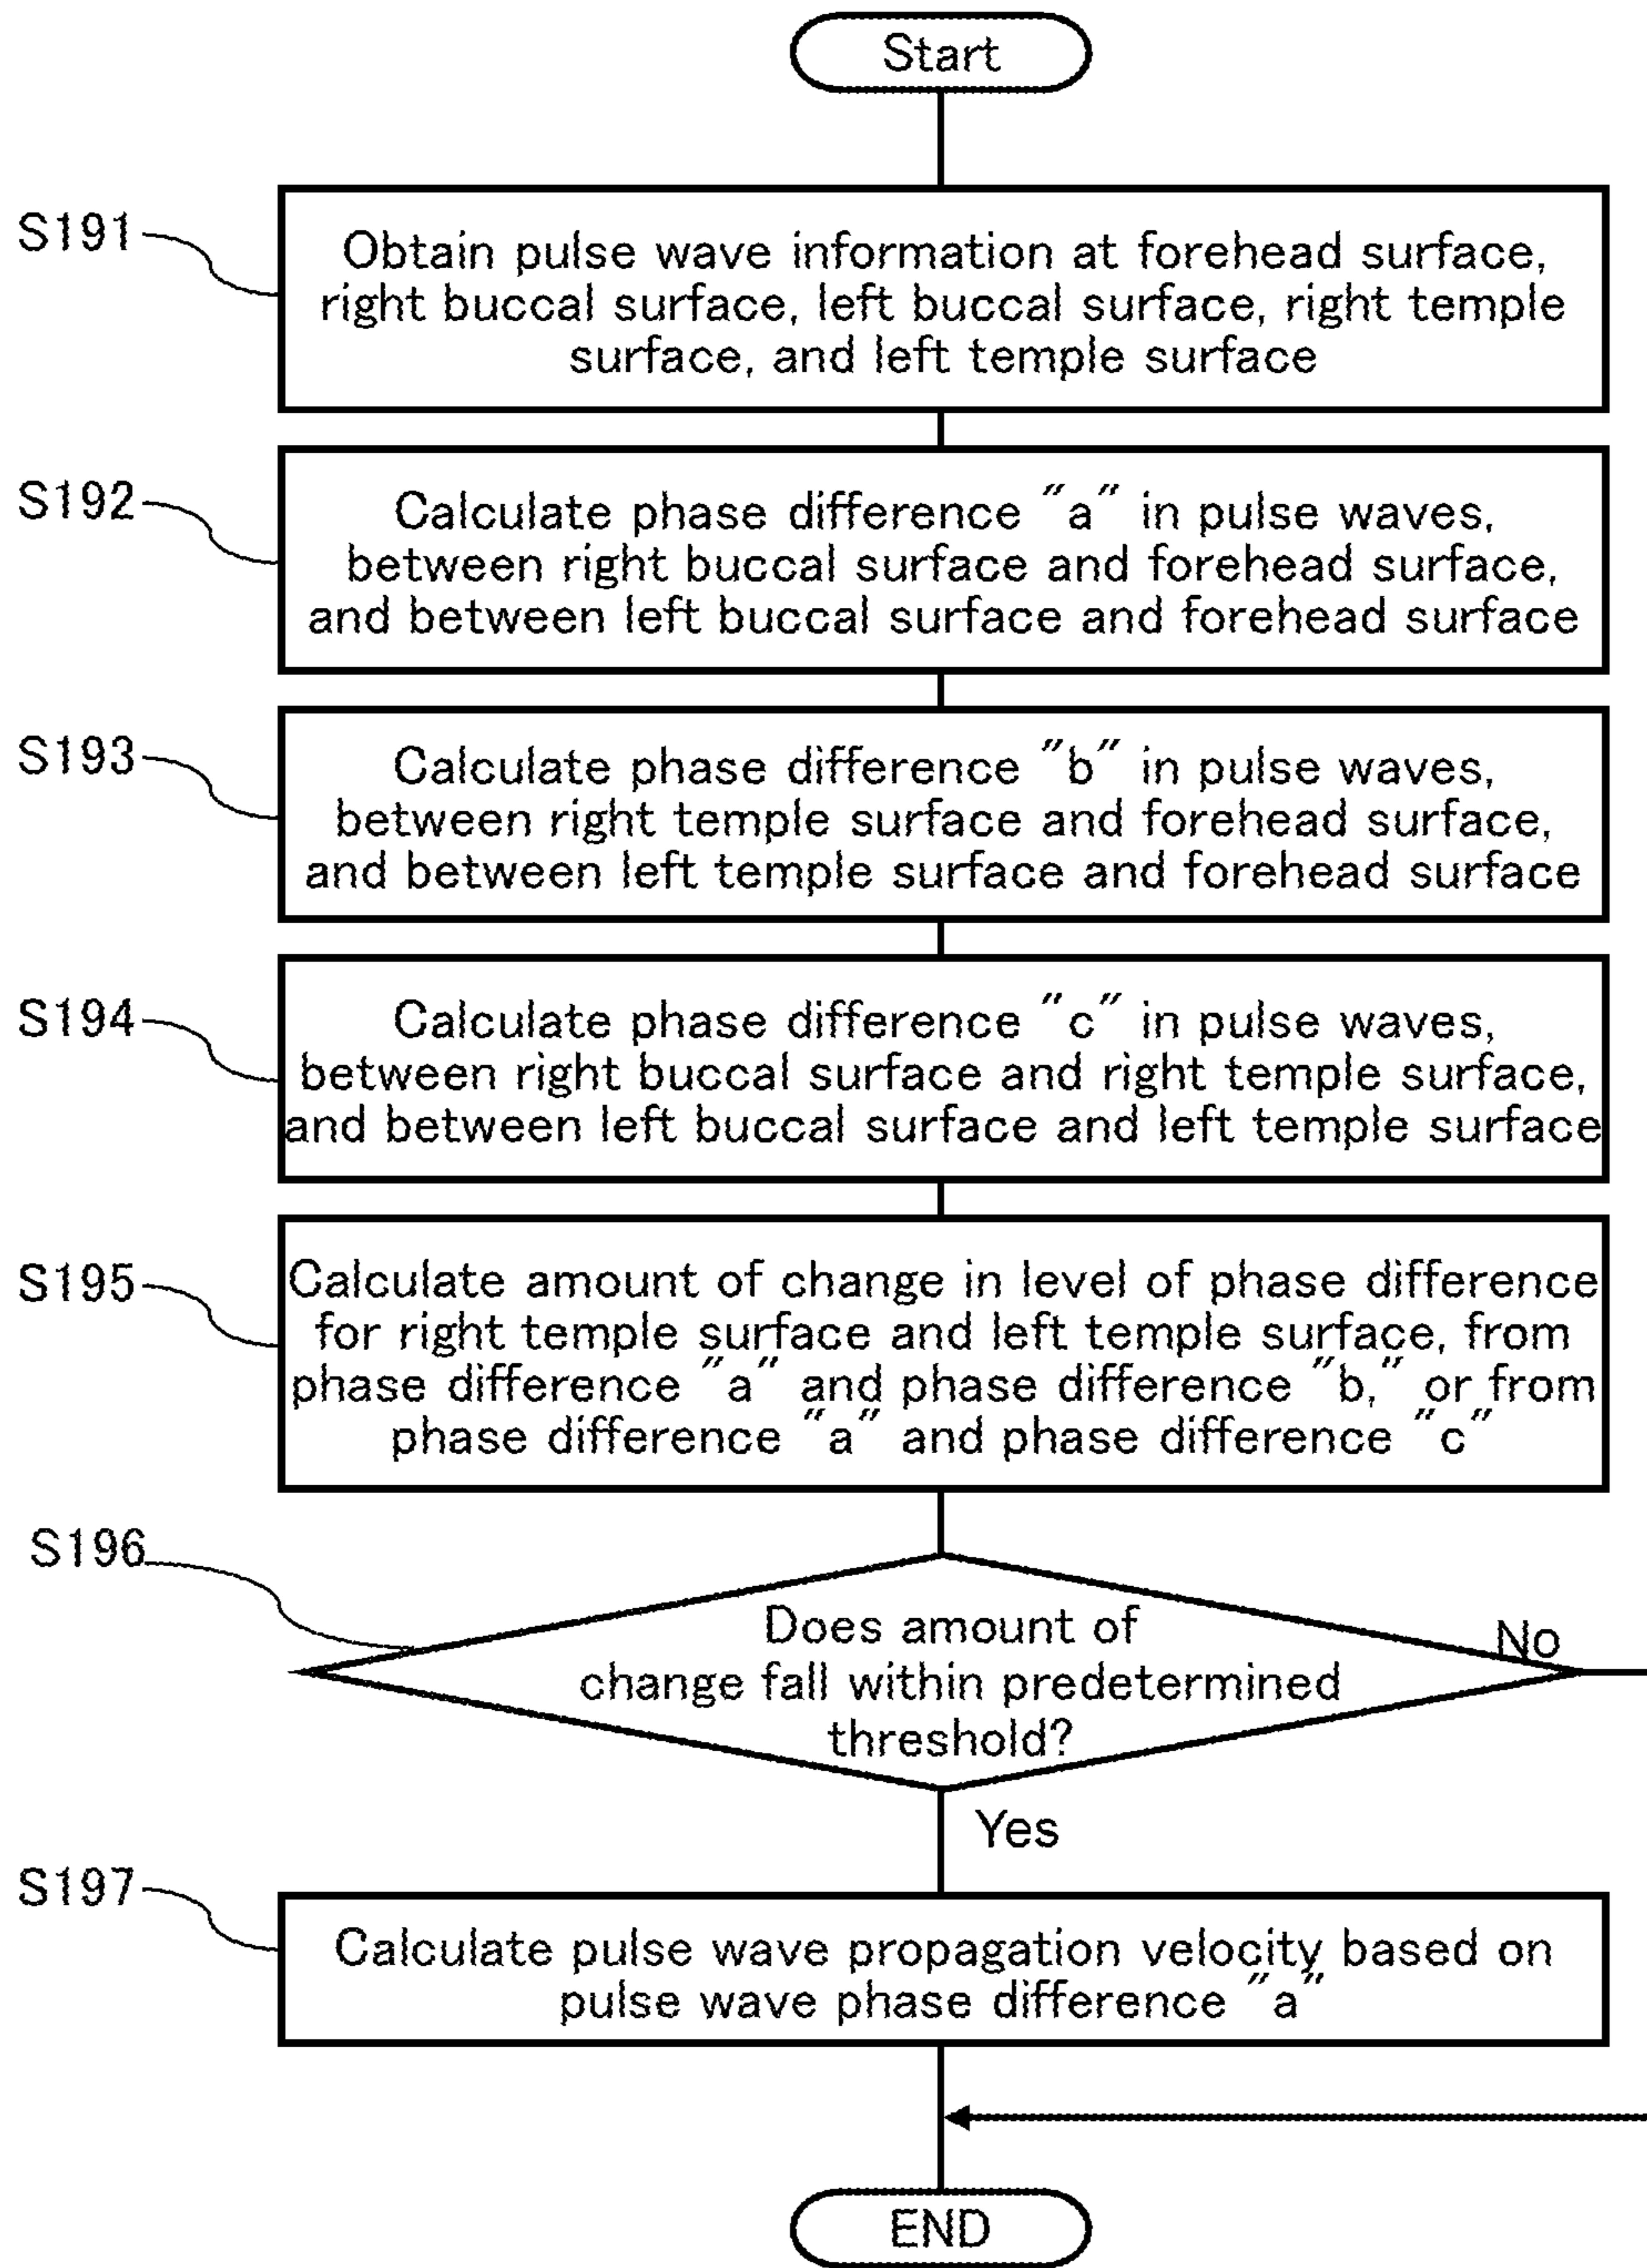 Start
S191
Obtain pulse wave information at forehead surface,
right buccal surface, left buccal surface, right temple
surface, and left temple surface
S192
Calculate phase difference "a" in pulse waves,
between right buccal surface and forehead surface,
and between left buccal surface and forehead surface
S193
Calculate phase difference "b" in pulse waves,
between right temple surface and forehead surface,
and between left temple surface and forehead surface
S194
Calculate phase difference "c" in pulse waves,
between right buccal surface and right temple surface,
and between left buccal surface and left temple surface
S195
Calculate amount of change in level of phase difference
for right temple surface and left temple surface, from
phase difference "a" and phase difference "b," or from
phase difference "a" and phase difference "c"
S196
Does amount of
change fall within predetermined
threshold?
No
Yes
S197
Calculate pulse wave propagation velocity based on
pulse wave phase difference "a"
END